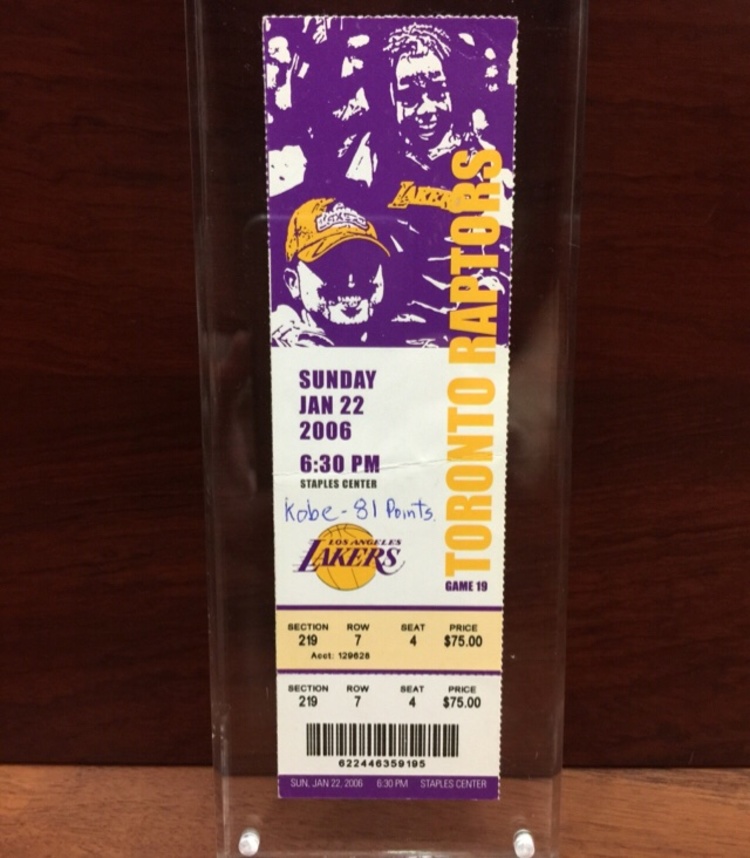 LAKERS
TORONTO RAPTORS
SUNDAY
JAN 22
2006
6:30 PM
STAPLES CENTER
Kobe - 81 Points.
LOS ANGELES
LAKERS
GAME 19
SECTION ROW SEAT PRICE
219 7 4 $75.00
Acct: 129628
SECTION ROW SEAT PRICE
219 7 4 $75.00
622446359195
SUN, JAN 22, 2006 6:30 PM STAPLES CENTER